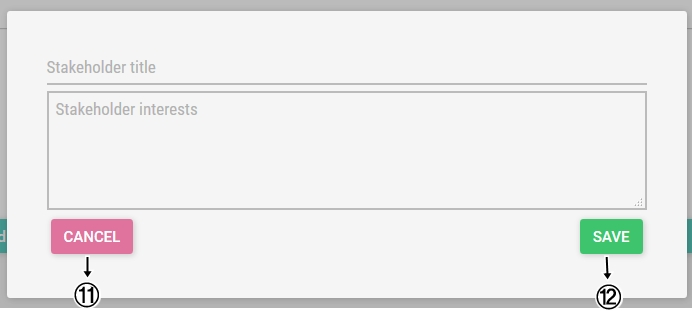 Stakeholder title
Stakeholder interests
CANCEL SAVE
⑪ ⑫